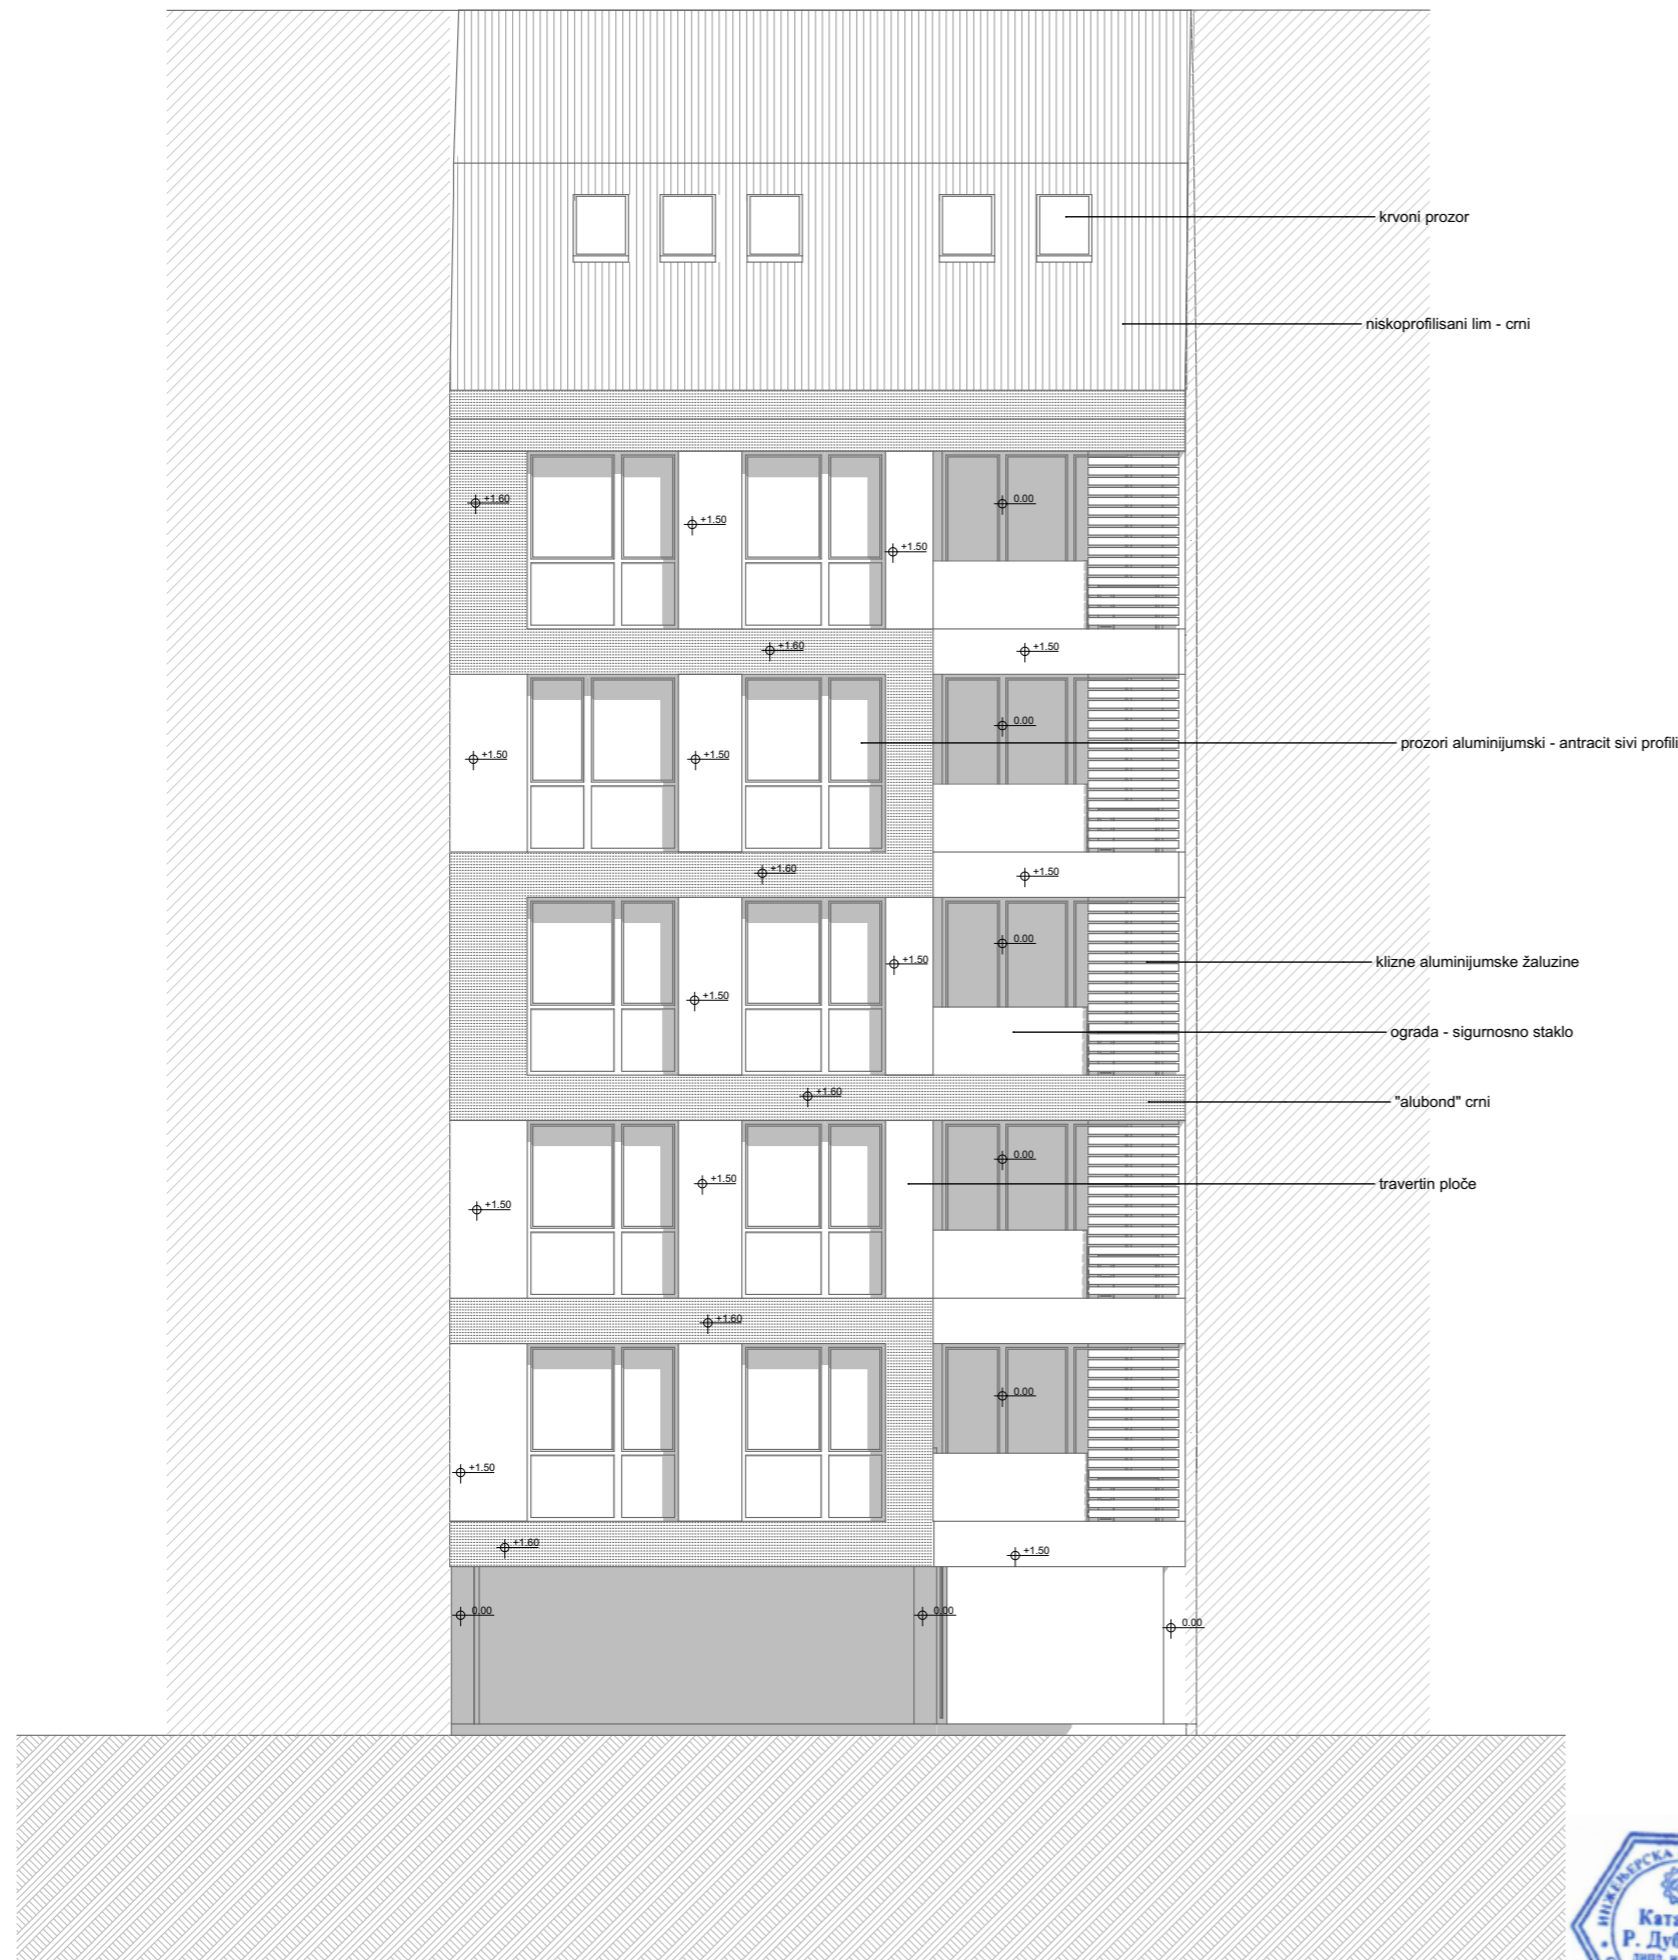 krvoni prozor
niskoprofilisani lim - crni
+1.60
+1.50
+1.50
0.00
+1.60
+1.50
+1.50
+1.50
0.00
prozori aluminijumski - antracit sivi profili
+1.60
+1.50
+1.50
+1.50
0.00
klizne aluminijumske žaluzine
ograda - sigurnosno staklo
+1.60
"alubond" crni
+1.50
+1.50
0.00
travertin ploče
+1.60
0.00
+1.50
+1.60
+1.50
0.00
0.00
0.00
ИНЖЕЊЕРСКА
Р.